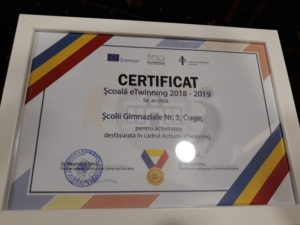 Erasmus+
CERTIFICAT
Școală eTwinning 2018 - 2019
Se acordă
Școlii Gimnaziale Nr. 3, Cugir,
pentru activitatea
desfășurată în cadrul Acțiunii eTwinning.